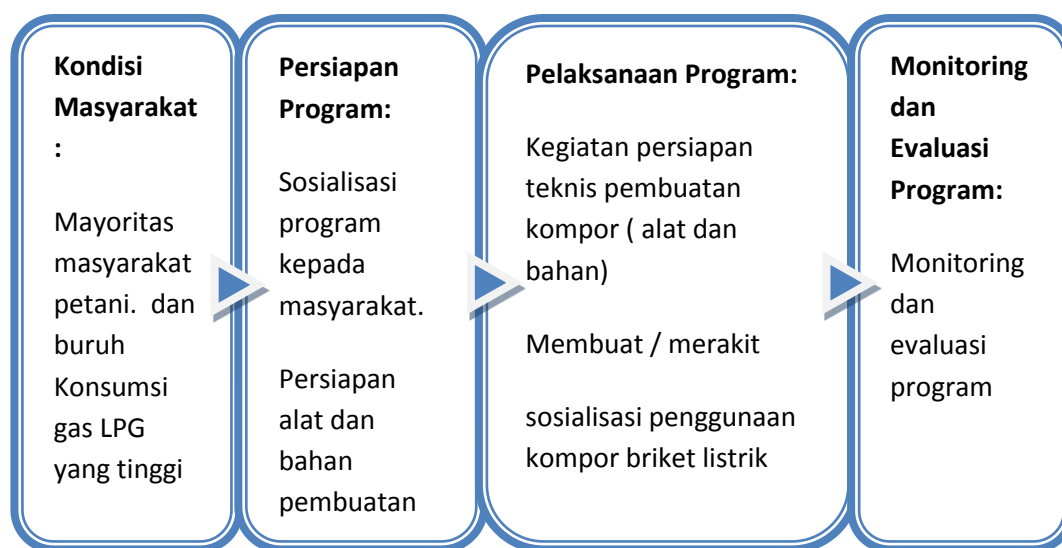 Kondisi
Masyarakat
:
Mayoritas
masyarakat
petani. dan
buruh
Konsumsi
gas LPG
yang tinggi
Persiapan
Program:
Sosialisasi
program
kepada
masyarakat.
Persiapan
alat dan
bahan
pembuatan
Pelaksanaan Program:
Kegiatan persiapan
teknis pembuatan
kompor ( alat dan
bahan)
Membuat / merakit
sosialisasi penggunaan
kompor briket listrik
Monitoring
dan
Evaluasi
Program:
Monitoring
dan
evaluasi
program